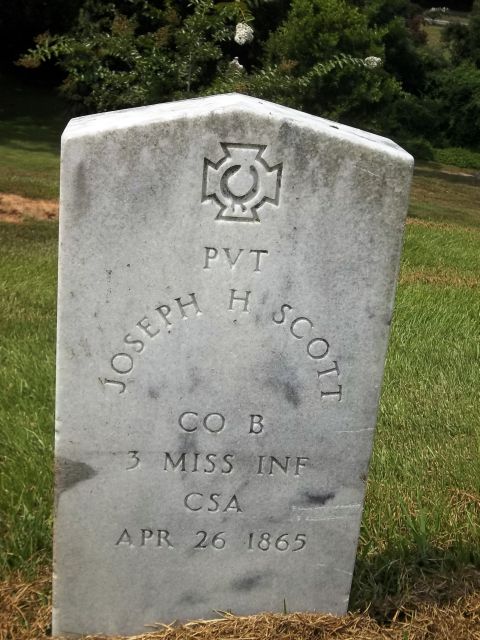 PVT
JOSEPH H SCOTT
CO B
3 MISS INF
CSA
APR 26 1865